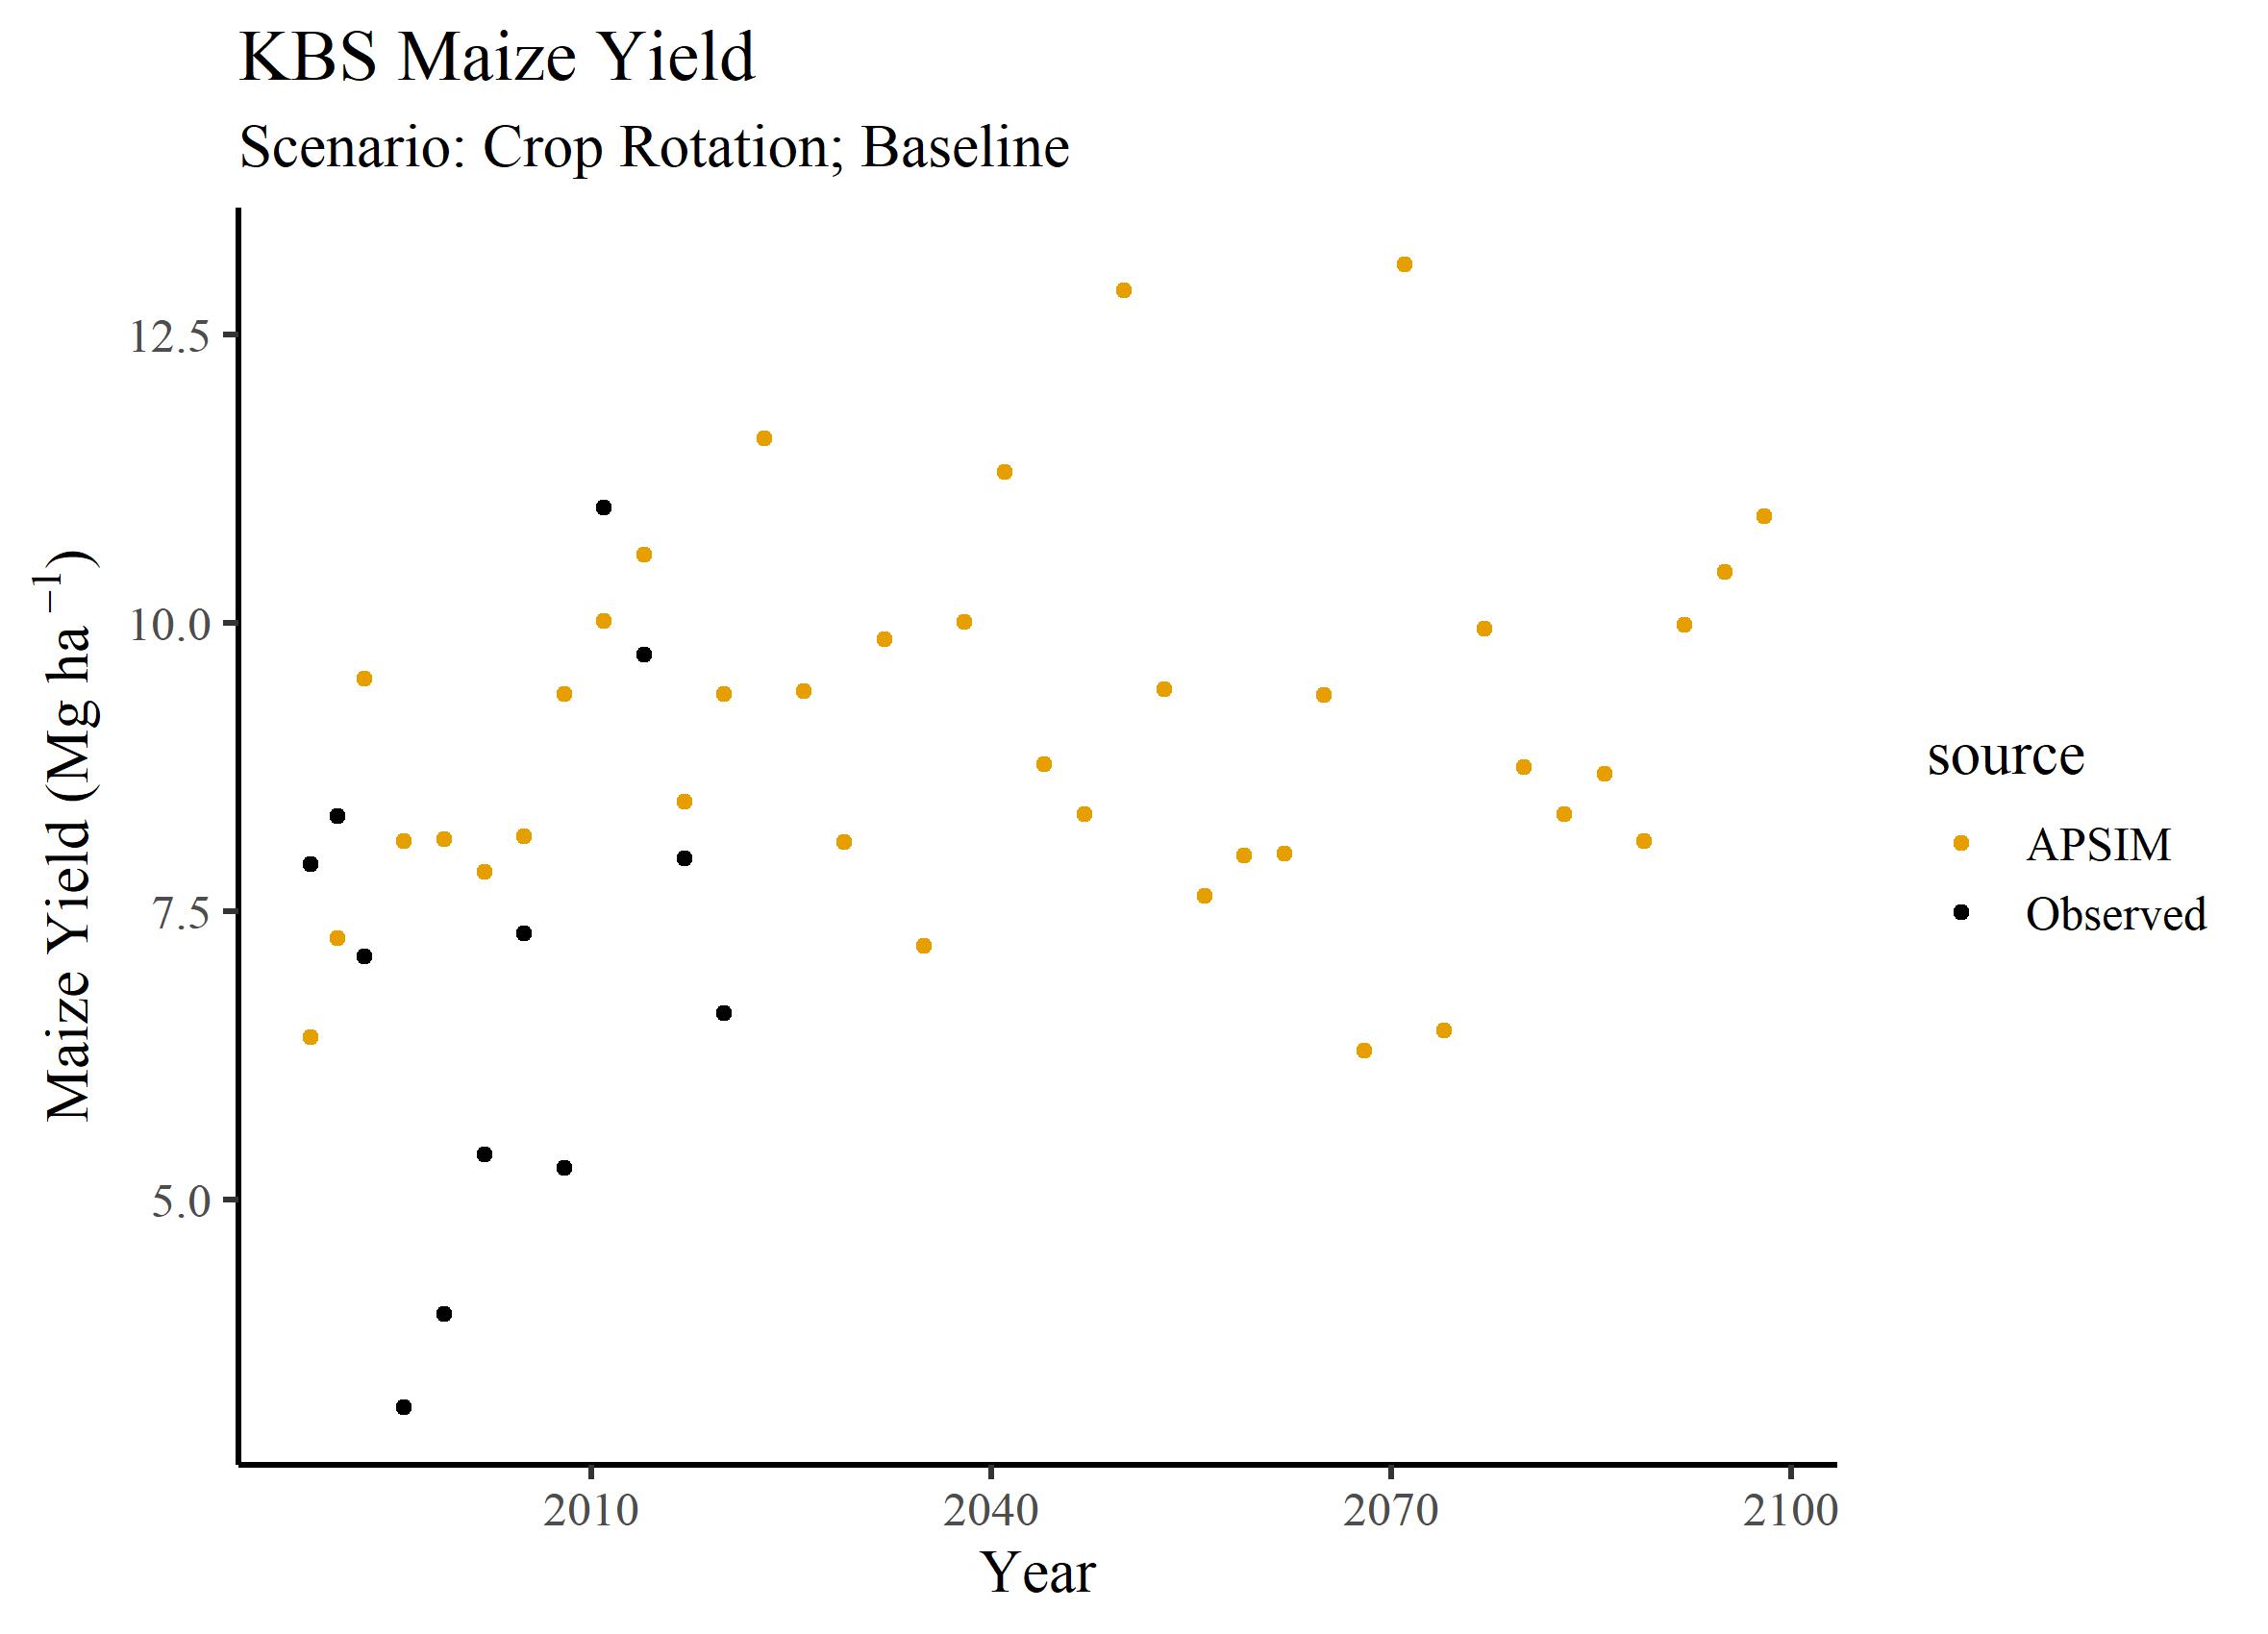 KBS Maize Yield
Scenario: Crop Rotation; Baseline
Maize Yield (Mg ha⁻¹)
12.5
10.0
7.5
5.0
2010
2040
2070
2100
Year
source
APSIM
Observed